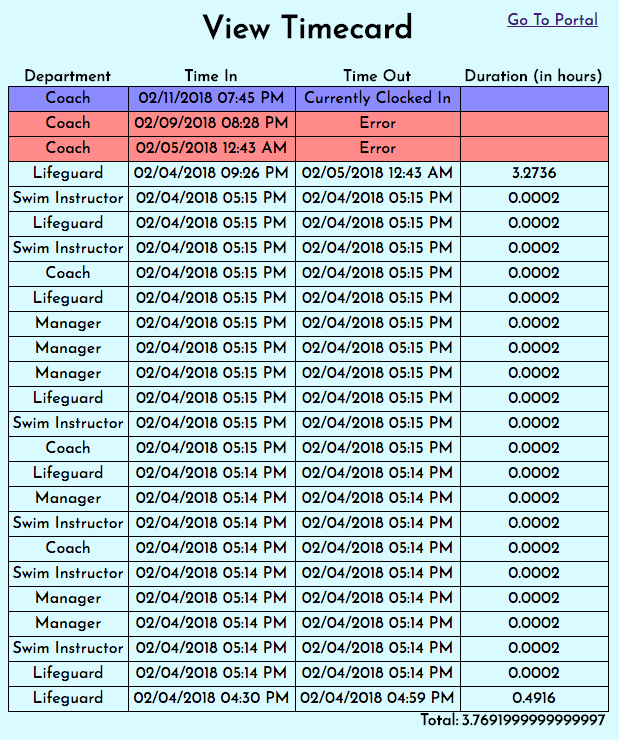 View Timecard
Go To Portal
Department Time In Time Out Duration (in hours)
Coach 02/11/2018 07:45 PM Currently Clocked In
Coach 02/09/2018 08:28 PM Error
Coach 02/05/2018 12:43 AM Error
Lifeguard 02/04/2018 09:26 PM 02/05/2018 12:43 AM 3.2736
Swim Instructor 02/04/2018 05:15 PM 02/04/2018 05:15 PM 0.0002
Lifeguard 02/04/2018 05:15 PM 02/04/2018 05:15 PM 0.0002
Swim Instructor 02/04/2018 05:15 PM 02/04/2018 05:15 PM 0.0002
Coach 02/04/2018 05:15 PM 02/04/2018 05:15 PM 0.0002
Lifeguard 02/04/2018 05:15 PM 02/04/2018 05:15 PM 0.0002
Manager 02/04/2018 05:15 PM 02/04/2018 05:15 PM 0.0002
Manager 02/04/2018 05:15 PM 02/04/2018 05:15 PM 0.0002
Manager 02/04/2018 05:15 PM 02/04/2018 05:15 PM 0.0002
Lifeguard 02/04/2018 05:15 PM 02/04/2018 05:15 PM 0.0002
Swim Instructor 02/04/2018 05:15 PM 02/04/2018 05:15 PM 0.0002
Coach 02/04/2018 05:15 PM 02/04/2018 05:15 PM 0.0002
Lifeguard 02/04/2018 05:14 PM 02/04/2018 05:14 PM 0.0002
Manager 02/04/2018 05:14 PM 02/04/2018 05:14 PM 0.0002
Swim Instructor 02/04/2018 05:14 PM 02/04/2018 05:14 PM 0.0002
Coach 02/04/2018 05:14 PM 02/04/2018 05:14 PM 0.0002
Swim Instructor 02/04/2018 05:14 PM 02/04/2018 05:14 PM 0.0002
Manager 02/04/2018 05:14 PM 02/04/2018 05:14 PM 0.0002
Manager 02/04/2018 05:14 PM 02/04/2018 05:14 PM 0.0002
Swim Instructor 02/04/2018 05:14 PM 02/04/2018 05:14 PM 0.0002
Lifeguard 02/04/2018 05:14 PM 02/04/2018 05:14 PM 0.0002
Lifeguard 02/04/2018 04:30 PM 02/04/2018 04:59 PM 0.4916
Total: 3.7691999999999997